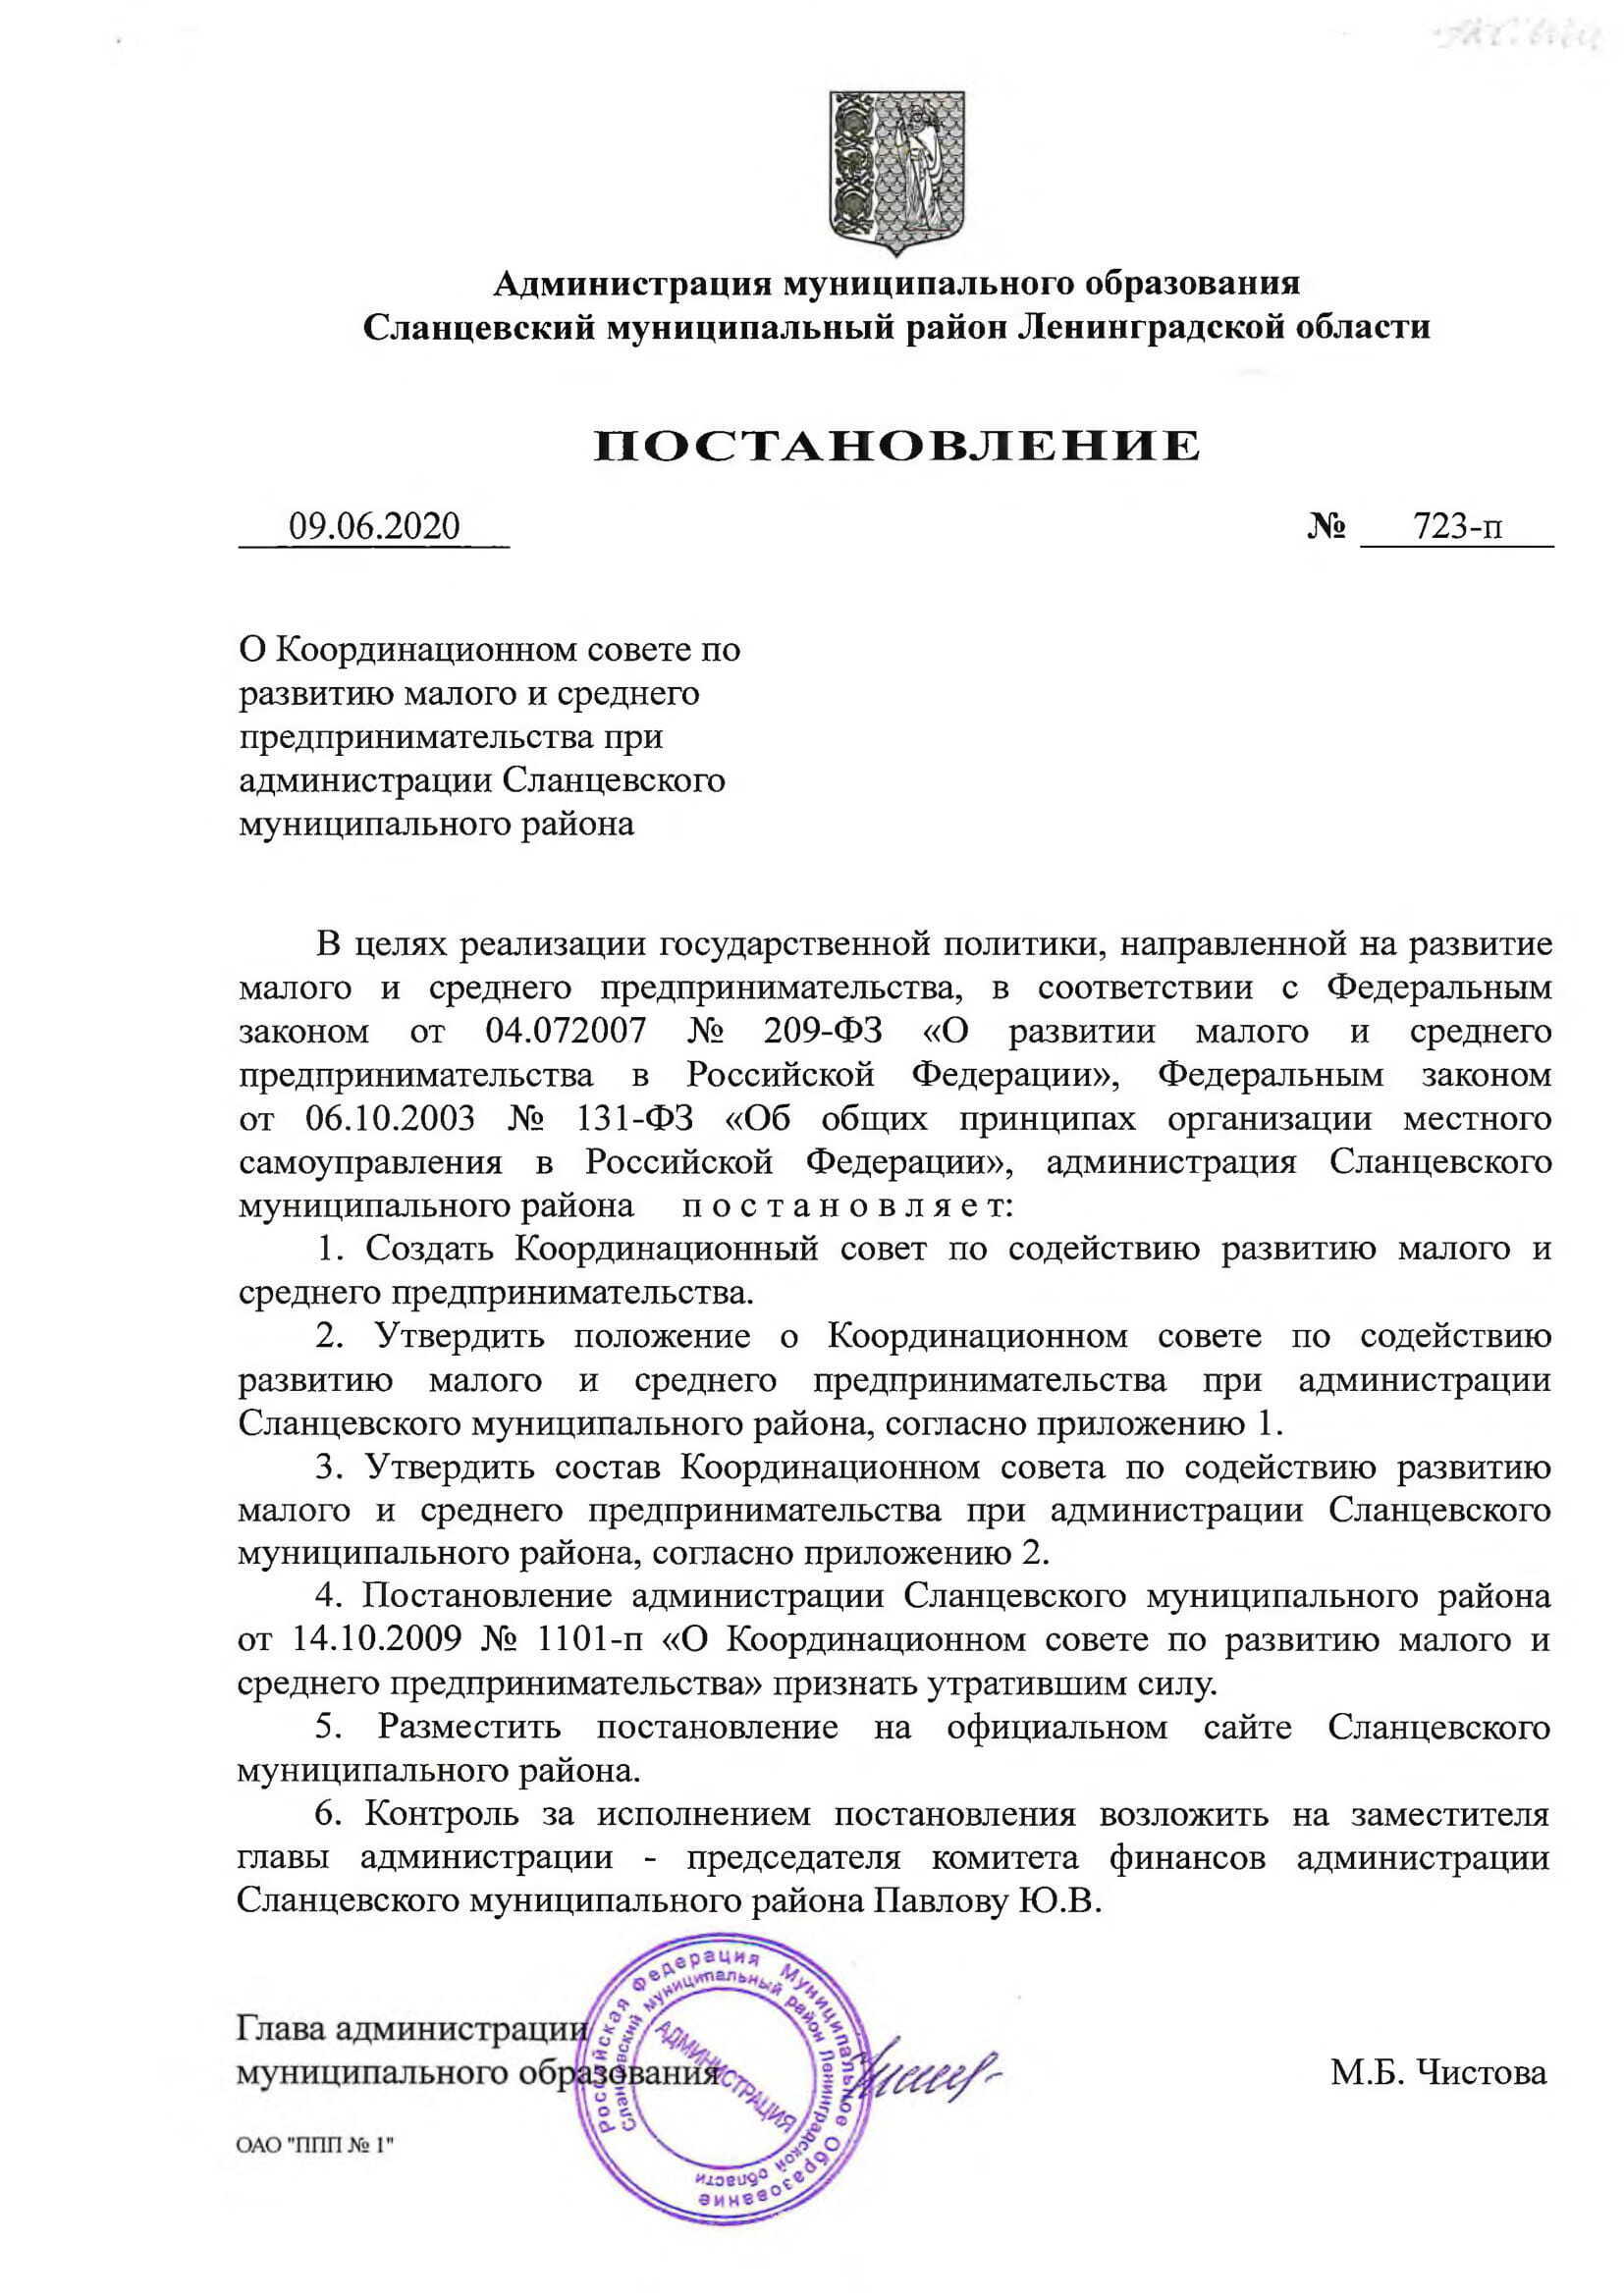 Администрация муниципального образования
Сланцевский муниципальный район Ленинградской области
ПОСТАНОВЛЕНИЕ
09.06.2020 № 723-п
О Координационном совете по
развитию малого и среднего
предпринимательства при
администрации Сланцевского
муниципального района
В целях реализации государственной политики, направленной на развитие
малого и среднего предпринимательства, в соответствии с Федеральным
законом от 04.072007 № 209-ФЗ «О развитии малого и среднего
предпринимательства в Российской Федерации», Федеральным законом
от 06.10.2003 № 131-ФЗ «Об общих принципах организации местного
самоуправления в Российской Федерации», администрация Сланцевского
муниципального района п о с т а н о в л я е т:
1. Создать Координационный совет по содействию развитию малого и
среднего предпринимательства.
2. Утвердить положение о Координационном совете по содействию
развитию малого и среднего предпринимательства при администрации
Сланцевского муниципального района, согласно приложению 1.
3. Утвердить состав Координационном совета по содействию развитию
малого и среднего предпринимательства при администрации Сланцевского
муниципального района, согласно приложению 2.
4. Постановление администрации Сланцевского муниципального района
от 14.10.2009 № 1101-п «О Координационном совете по развитию малого и
среднего предпринимательства» признать утратившим силу.
5. Разместить постановление на официальном сайте Сланцевского
муниципального района.
6. Контроль за исполнением постановления возложить на заместителя
главы администрации - председателя комитета финансов администрации
Сланцевского муниципального района Павлову Ю.В.
Глава администрации
муниципального образования М.Б. Чистова
ОАО "ППП № 1"
Российская Федерация Муниципальное Образование
Сланцевский муниципальный район Ленинградской области
АДМИНИСТРАЦИЯ